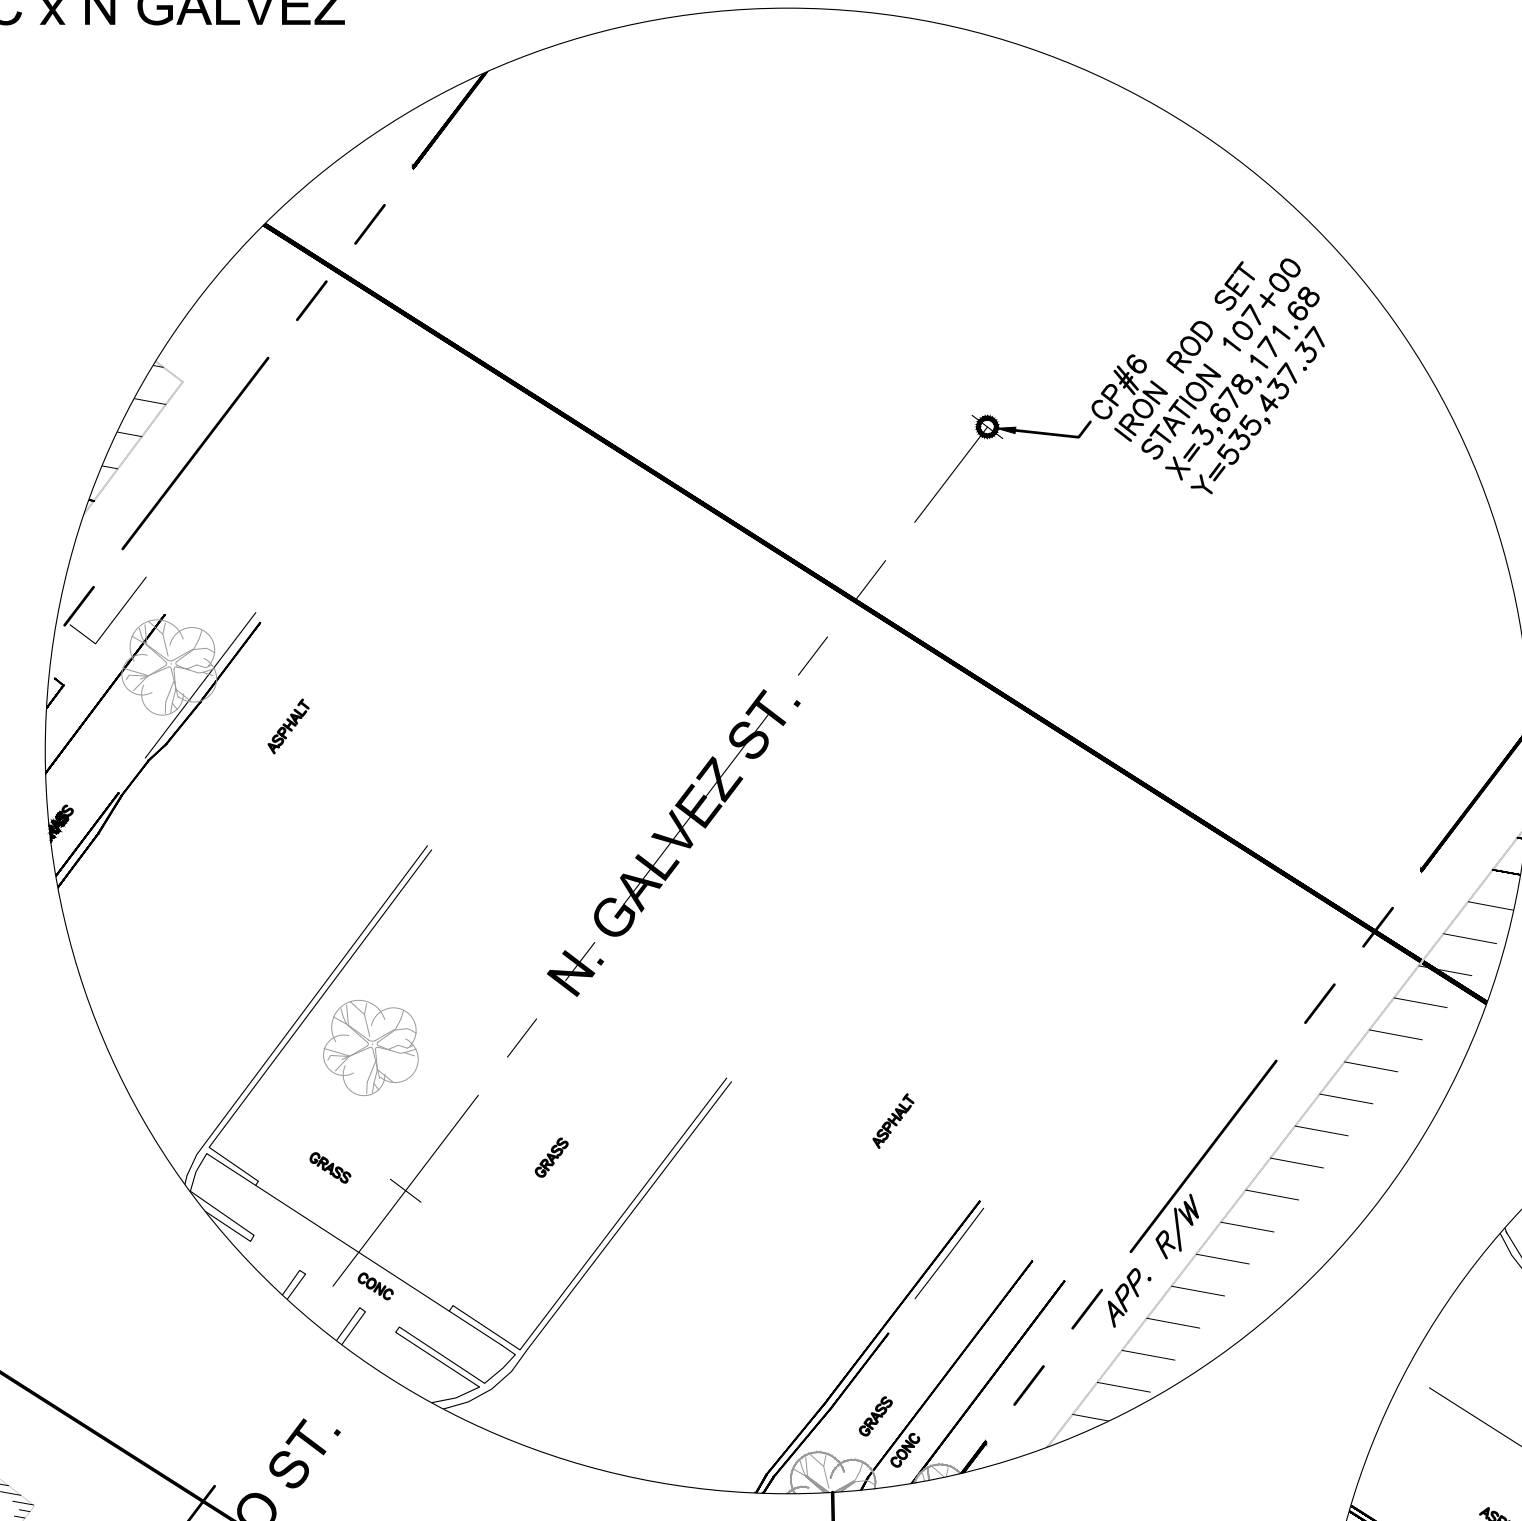 C x N GALVEZ
CP#6
IRON ROD SET
STATION 107+00
X=3,678,171.68
Y=535,437.37
ASPHALT
N. GALVEZ ST.
ASPHALT
GRASS
GRASS
CONC
APP. R/W
GRASS
CONC
O ST.